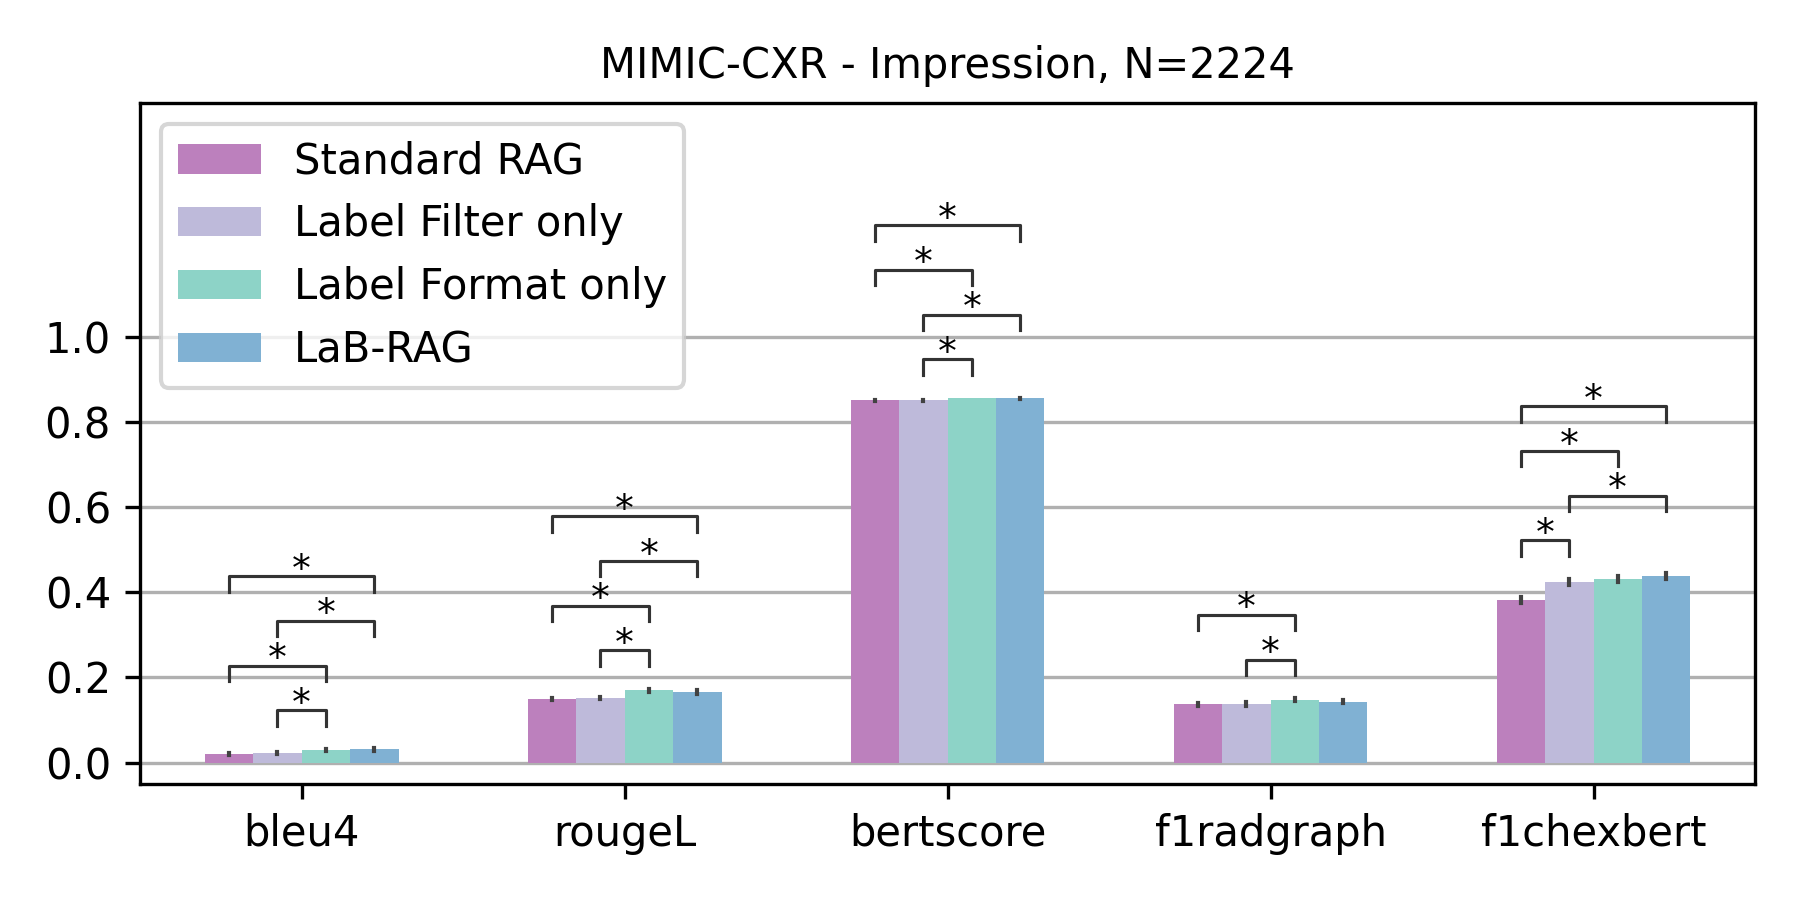 MIMIC-CXR - Impression, N=2224
Standard RAG
Label Filter only
Label Format only
LaB-RAG
1.0
0.8
0.6
0.4
0.2
0.0
* * * *
* * * *
* * * *
* *
* * * *
bleu4 rougeL bertscore f1radgraph f1chexbert